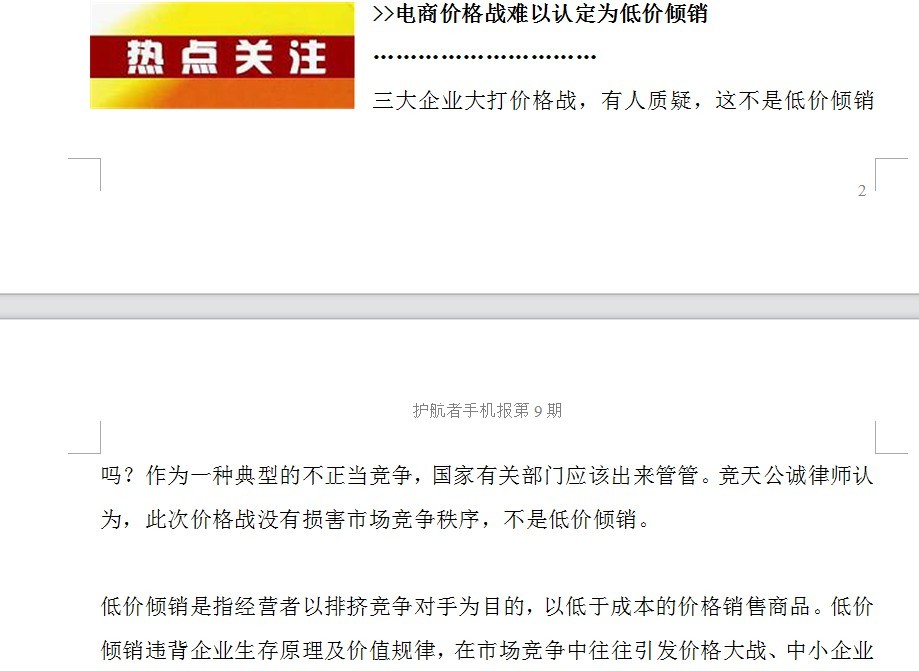 热点关注
>>电商价格战难以认定为低价倾销
…………………………
三大企业大打价格战，有人质疑，这不是低价倾销
2
护航者手机报第 9 期
吗？作为一种典型的不正当竞争，国家有关部门应该出来管管。竞天公诚律师认
为，此次价格战没有损害市场竞争秩序，不是低价倾销。
低价倾销是指经营者以排挤竞争对手为目的，以低于成本的价格销售商品。低价
倾销违背企业生存原理及价值规律，在市场竞争中往往引发价格大战、中小企业